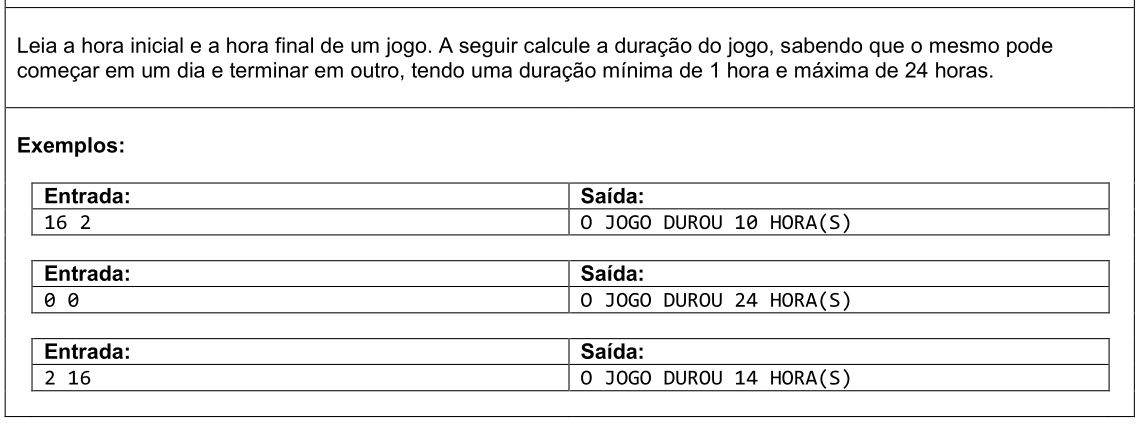 Leia a hora inicial e a hora final de um jogo. A seguir calcule a duração do jogo, sabendo que o mesmo pode
começar em um dia e terminar em outro, tendo uma duração mínima de 1 hora e máxima de 24 horas.
Exemplos:
Entrada: Saída:
16 2 O JOGO DUROU 10 HORA(S)
Entrada: Saída:
0 0 O JOGO DUROU 24 HORA(S)
Entrada: Saída:
2 16 O JOGO DUROU 14 HORA(S)